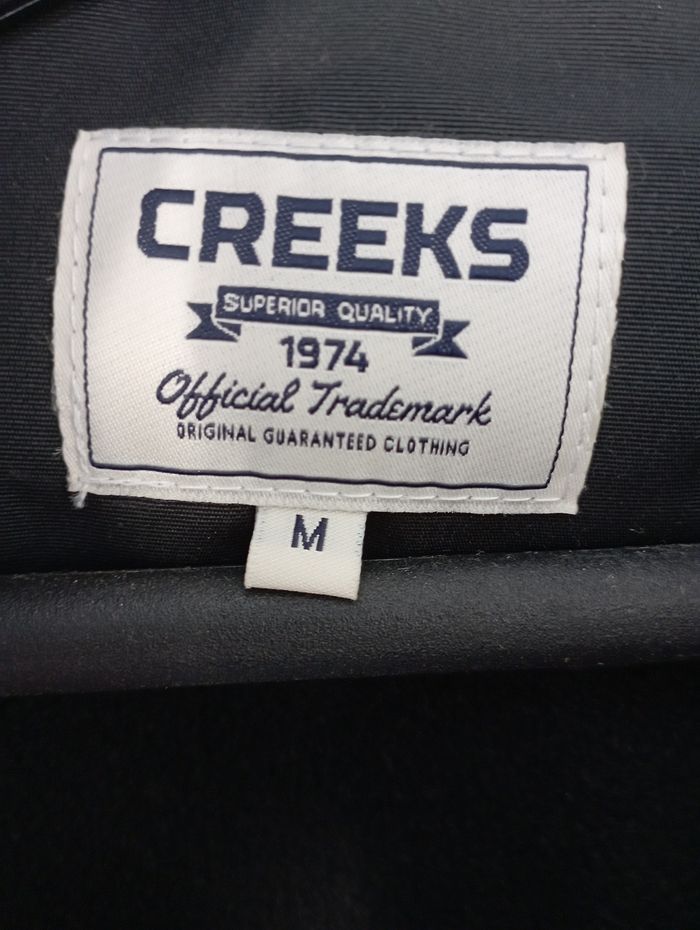 CREEKS
SUPERIOR QUALITY
1974
Official Trademark
ORIGINAL GUARANTEED CLOTHING
M